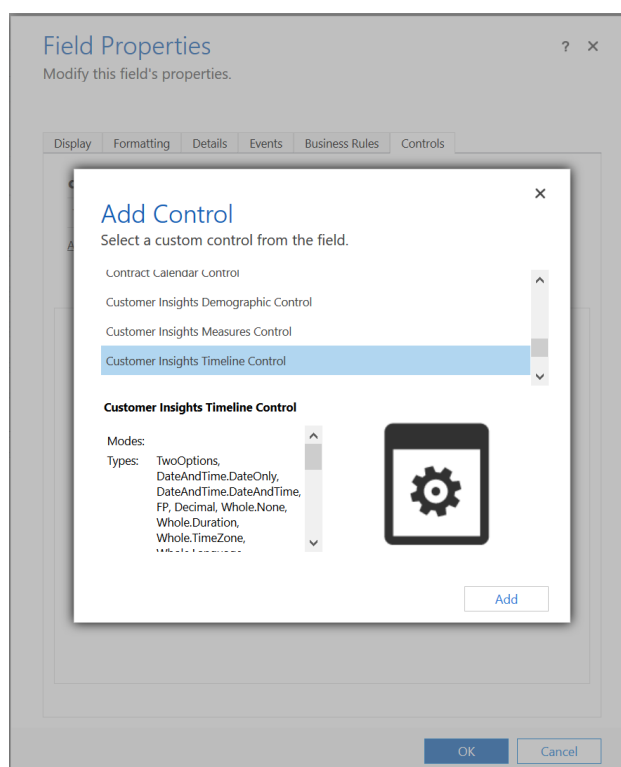 Field Properties
? ×
Modify this field's properties.
Display Formatting Details Events Business Rules Controls
Add Control
×
Select a custom control from the field.
Contract Calendar Control
Customer Insights Demographic Control
Customer Insights Measures Control
Customer Insights Timeline Control
Customer Insights Timeline Control
Modes:
Types: TwoOptions,
DateAndTime.DateOnly,
DateAndTime.DateAndTime,
FP, Decimal, Whole.None,
Whole.Duration,
Whole.TimeZone,
Whole.Language
Add
OK Cancel